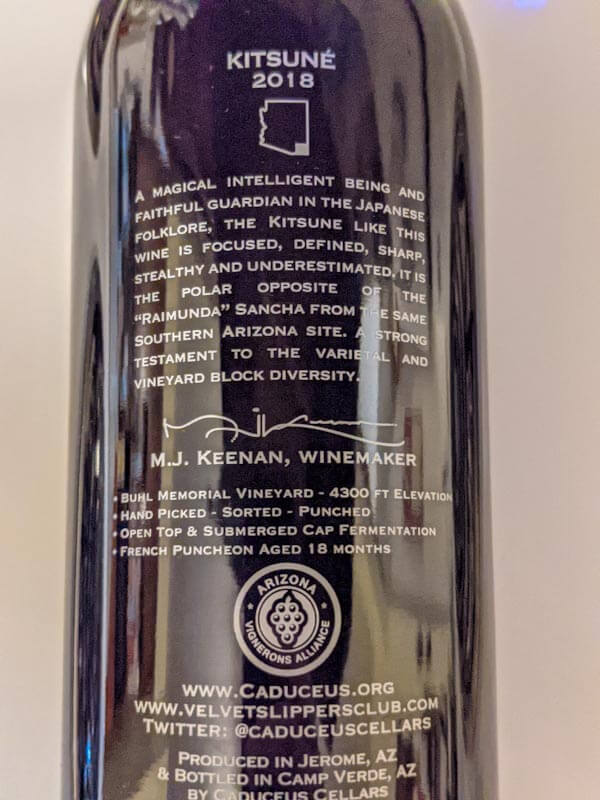 KITSUNÉ
2018
A MAGICAL INTELLIGENT BEING AND
FAITHFUL GUARDIAN IN THE JAPANESE
FOLKLORE, THE KITSUNE LIKE THIS
WINE IS FOCUSED, DEFINED, SHARP,
STEALTHY AND UNDERESTIMATED. IT IS
THE POLAR OPPOSITE OF THE
“RAIMUNDA” SANCHA FROM THE SAME
SOUTHERN ARIZONA SITE. A STRONG
TESTAMENT TO THE VARIETAL AND
VINEYARD BLOCK DIVERSITY.
M.J. KEENAN, WINEMAKER
• BUHL MEMORIAL VINEYARD - 4300 FT ELEVATION
• HAND PICKED - SORTED - PUNCHED
• OPEN TOP & SUBMERGED CAP FERMENTATION
• FRENCH PUNCHEON AGED 18 MONTHS
ARIZONA
VIGNERONS ALLIANCE
WWW.CADUCEUS.ORG
WWW.VELVETSLIPPERSCLUB.COM
TWITTER: @CADUCEUSCELLARS
PRODUCED IN JEROME, AZ
& BOTTLED IN CAMP VERDE, AZ
BY CADUCEUS CELLARS